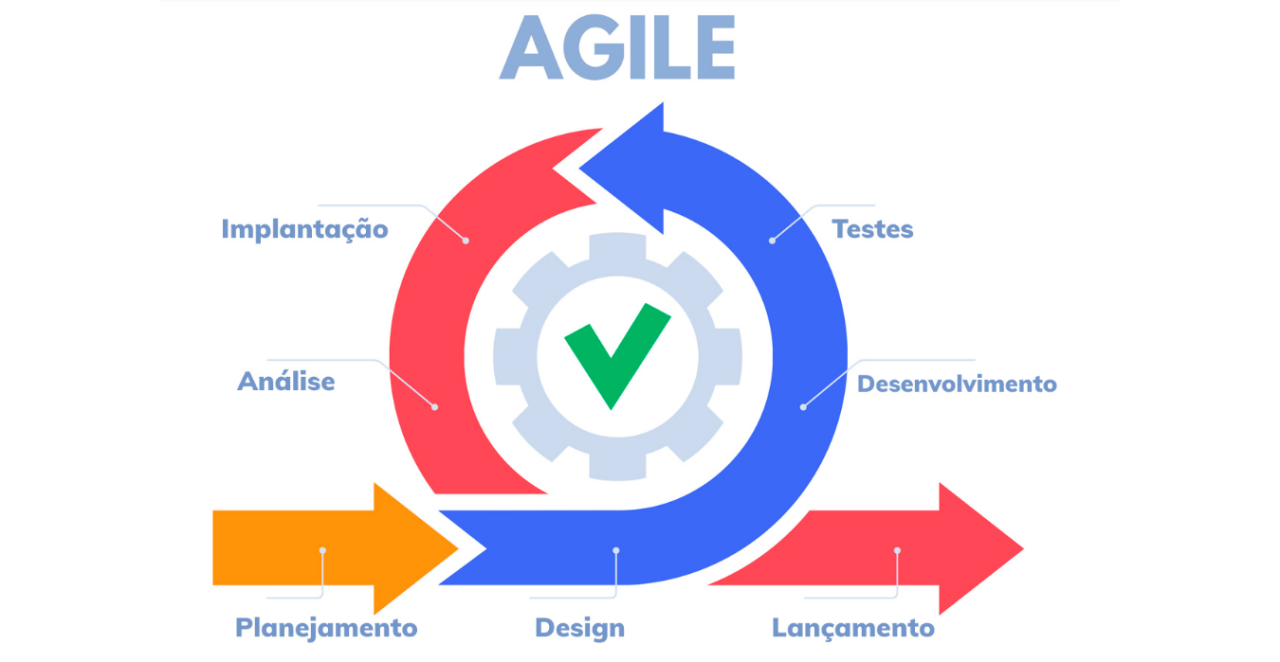 AGILE
Implantação
Testes
Análise
Desenvolvimento
Planejamento
Design
Lançamento